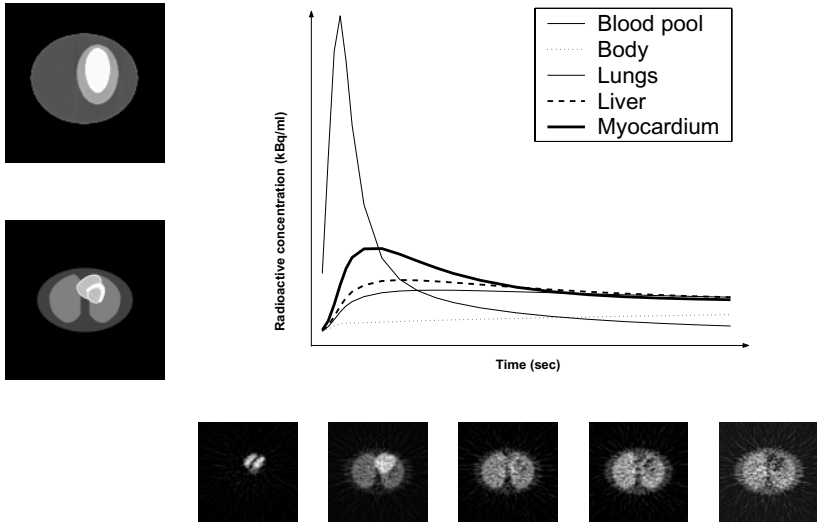 Blood pool
Body
Lungs
Liver
Myocardium
Radioactive concentration (kBq/ml)
Time (sec)